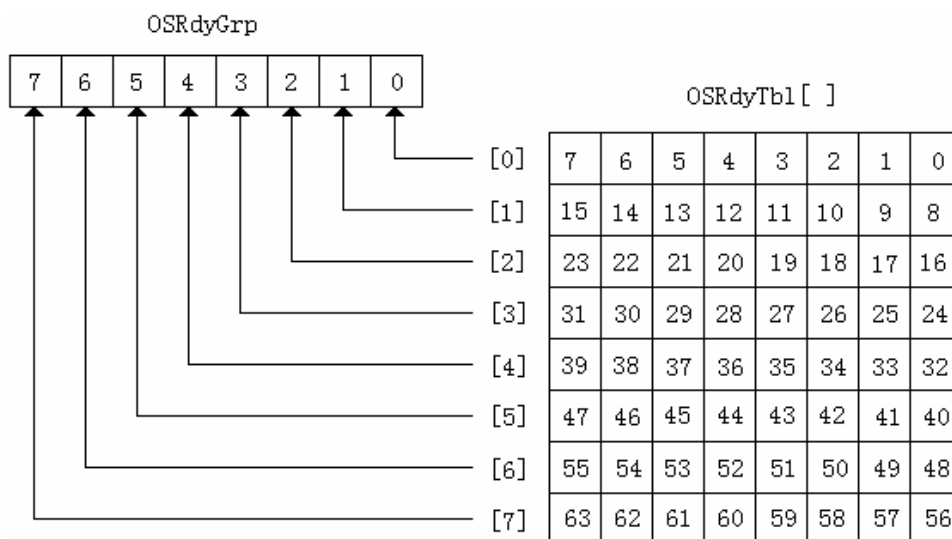 OSRdyGrp
7 6 5 4 3 2 1 0
OSRdyTbl[ ]
[0] 7 6 5 4 3 2 1 0
[1] 15 14 13 12 11 10 9 8
[2] 23 22 21 20 19 18 17 16
[3] 31 30 29 28 27 26 25 24
[4] 39 38 37 36 35 34 33 32
[5] 47 46 45 44 43 42 41 40
[6] 55 54 53 52 51 50 49 48
[7] 63 62 61 60 59 58 57 56